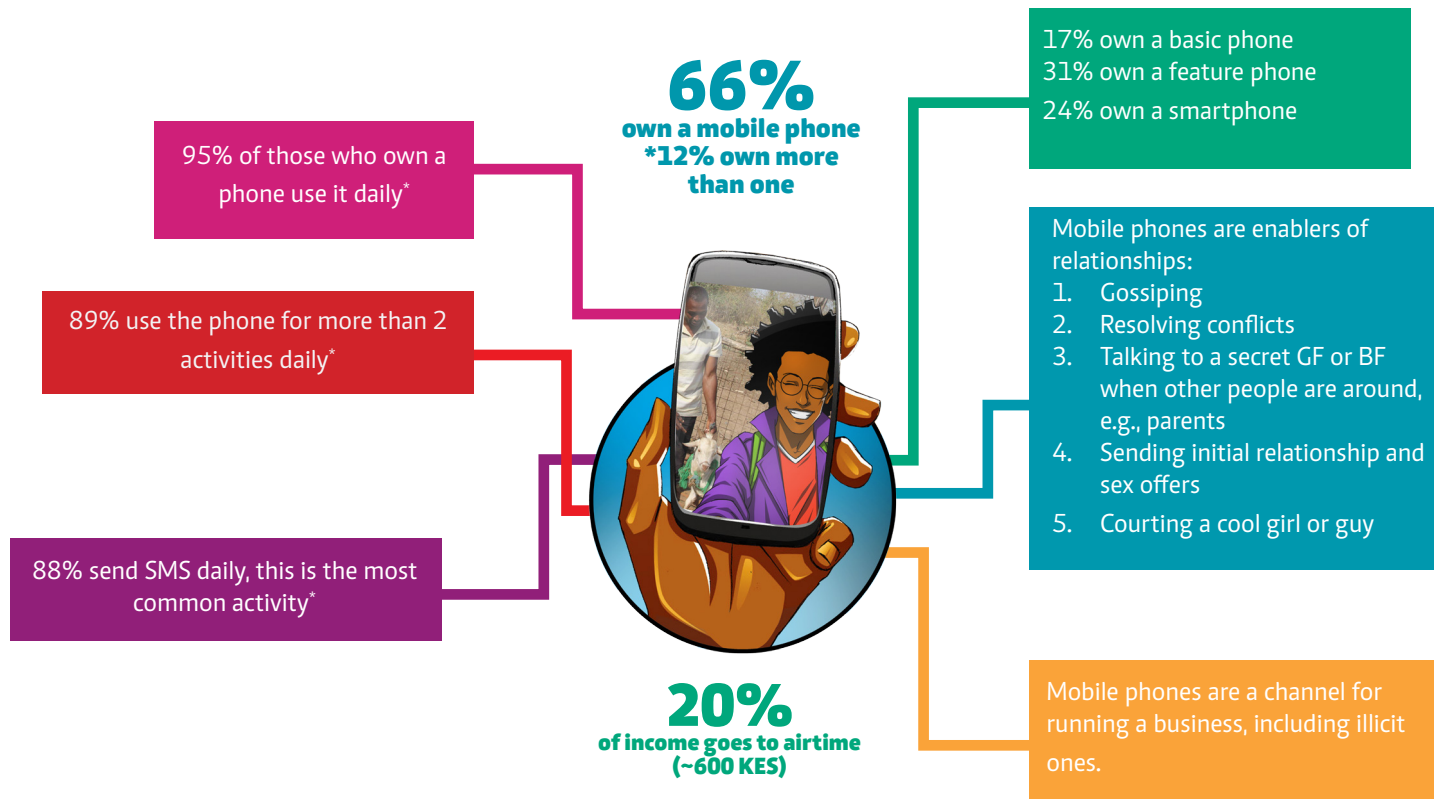 66%
own a mobile phone
*12% own more
than one
95% of those who own a
phone use it daily*
89% use the phone for more than 2
activities daily*
88% send SMS daily, this is the most
common activity*
20%
of income goes to airtime
(~600 KES)
17% own a basic phone
31% own a feature phone
24% own a smartphone
Mobile phones are enablers of
relationships:
1. Gossiping
2. Resolving conflicts
3. Talking to a secret GF or BF
when other people are around,
e.g., parents
4. Sending initial relationship and
sex offers
5. Courting a cool girl or guy
Mobile phones are a channel for
running a business, including illicit
ones.